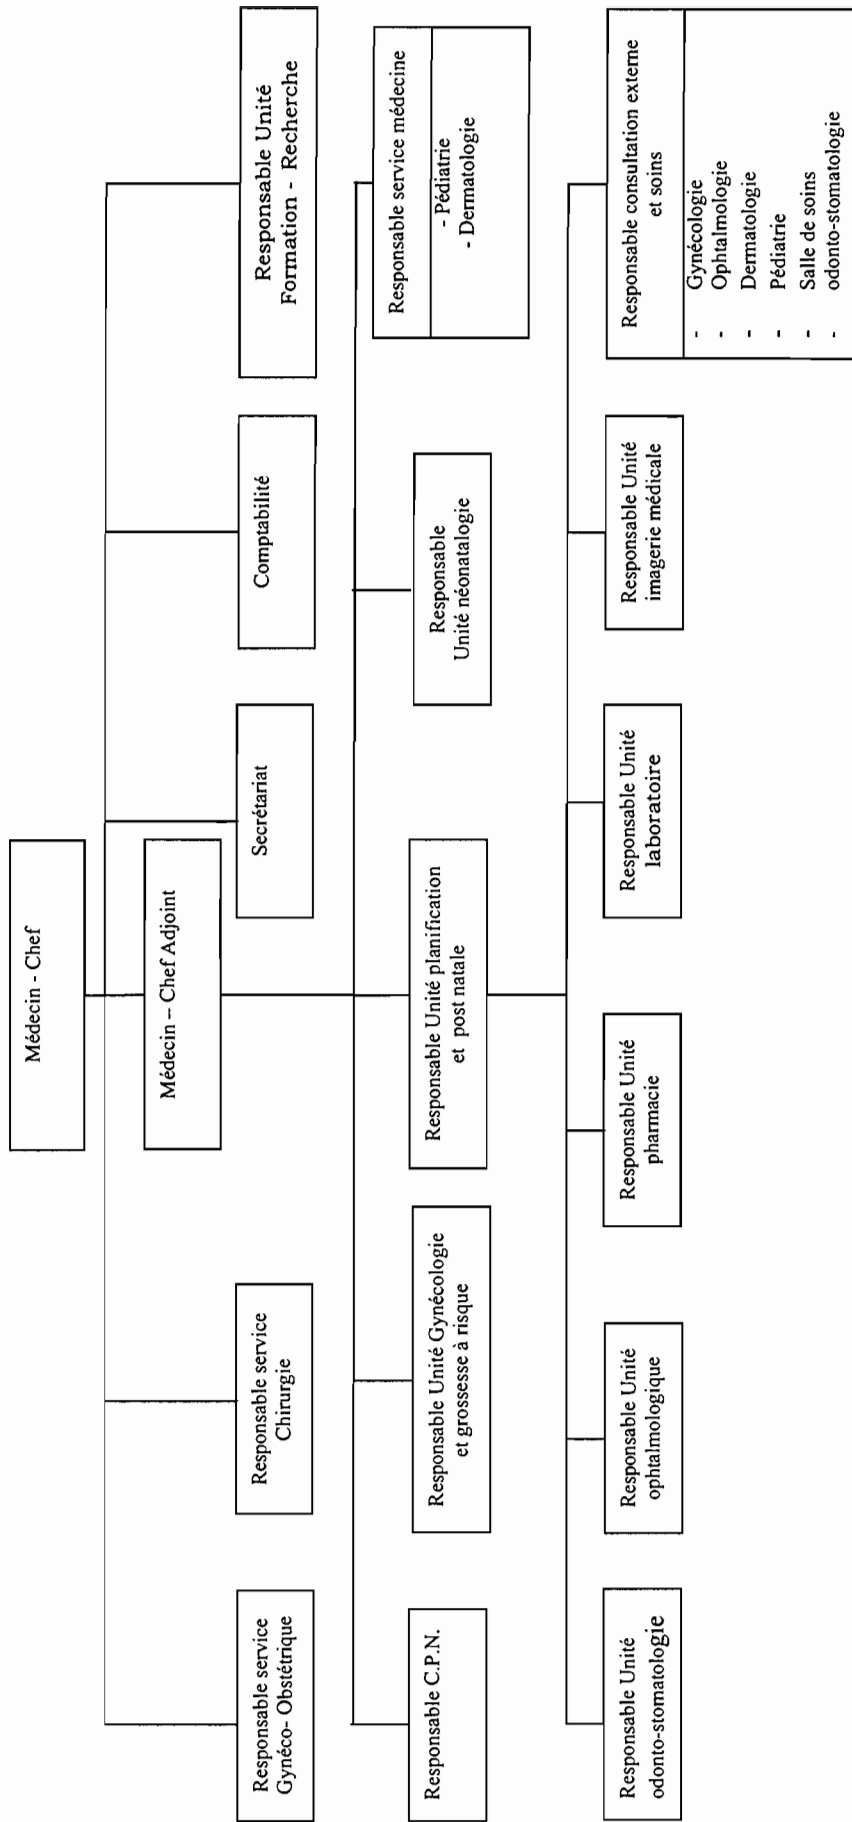 Médecin - Chef
Médecin – Chef Adjoint
Responsable service
Gynéco- Obstétrique
Responsable service
Chirurgie
Secrétariat
Comptabilité
Responsable Unité
Formation - Recherche
Responsable C.P.N.
Responsable Unité Gynécologie
et grossesse à risque
Responsable Unité planification
et post natale
Responsable
Unité néonatalogie
Responsable service médecine
- Pédiatrie
- Dermatologie
Responsable Unité
odonto-stomatologie
Responsable Unité
ophtalmologique
Responsable Unité
pharmacie
Responsable Unité
laboratoire
Responsable Unité
imagerie médicale
Responsable consultation externe
et soins
- Gynécologie
- Ophtalmologie
- Dermatologie
- Pédiatrie
- Salle de soins
- odonto-stomatologie